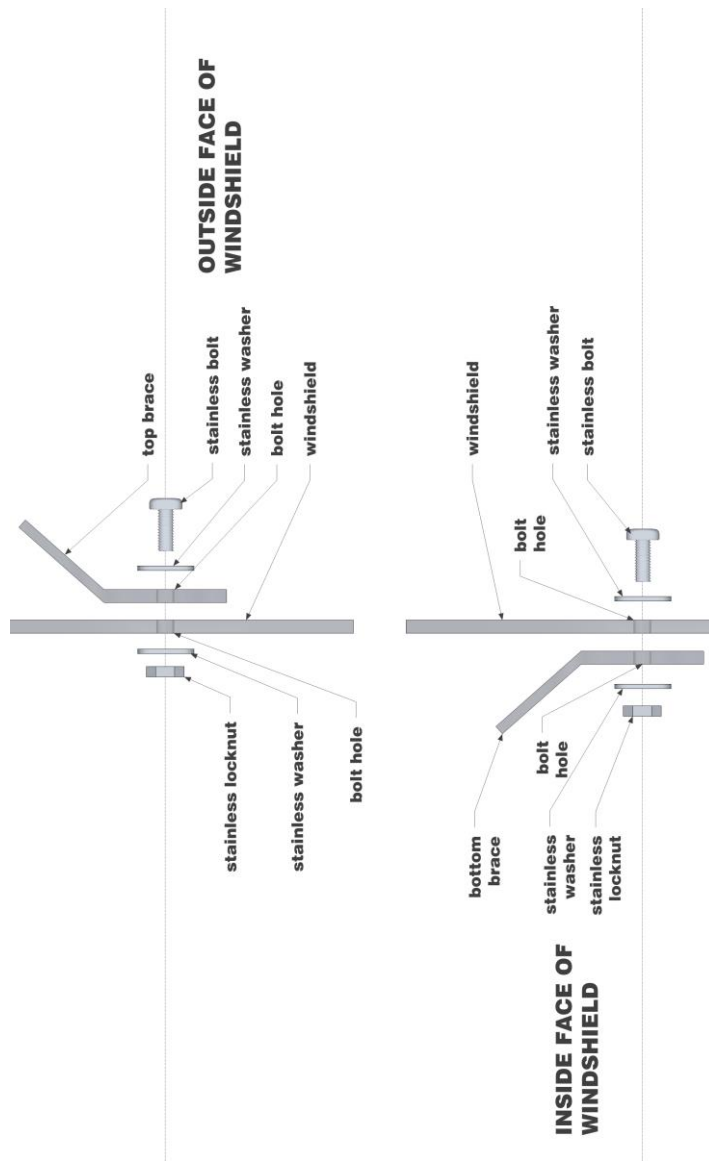 OUTSIDE FACE OF
WINDSHIELD
top brace
stainless bolt
stainless washer
bolt hole
windshield
stainless locknut
stainless washer
bolt hole
windshield
bolt
hole
stainless washer
stainless bolt
bottom
brace
bolt
hole
stainless
washer
stainless
locknut
INSIDE FACE OF
WINDSHIELD